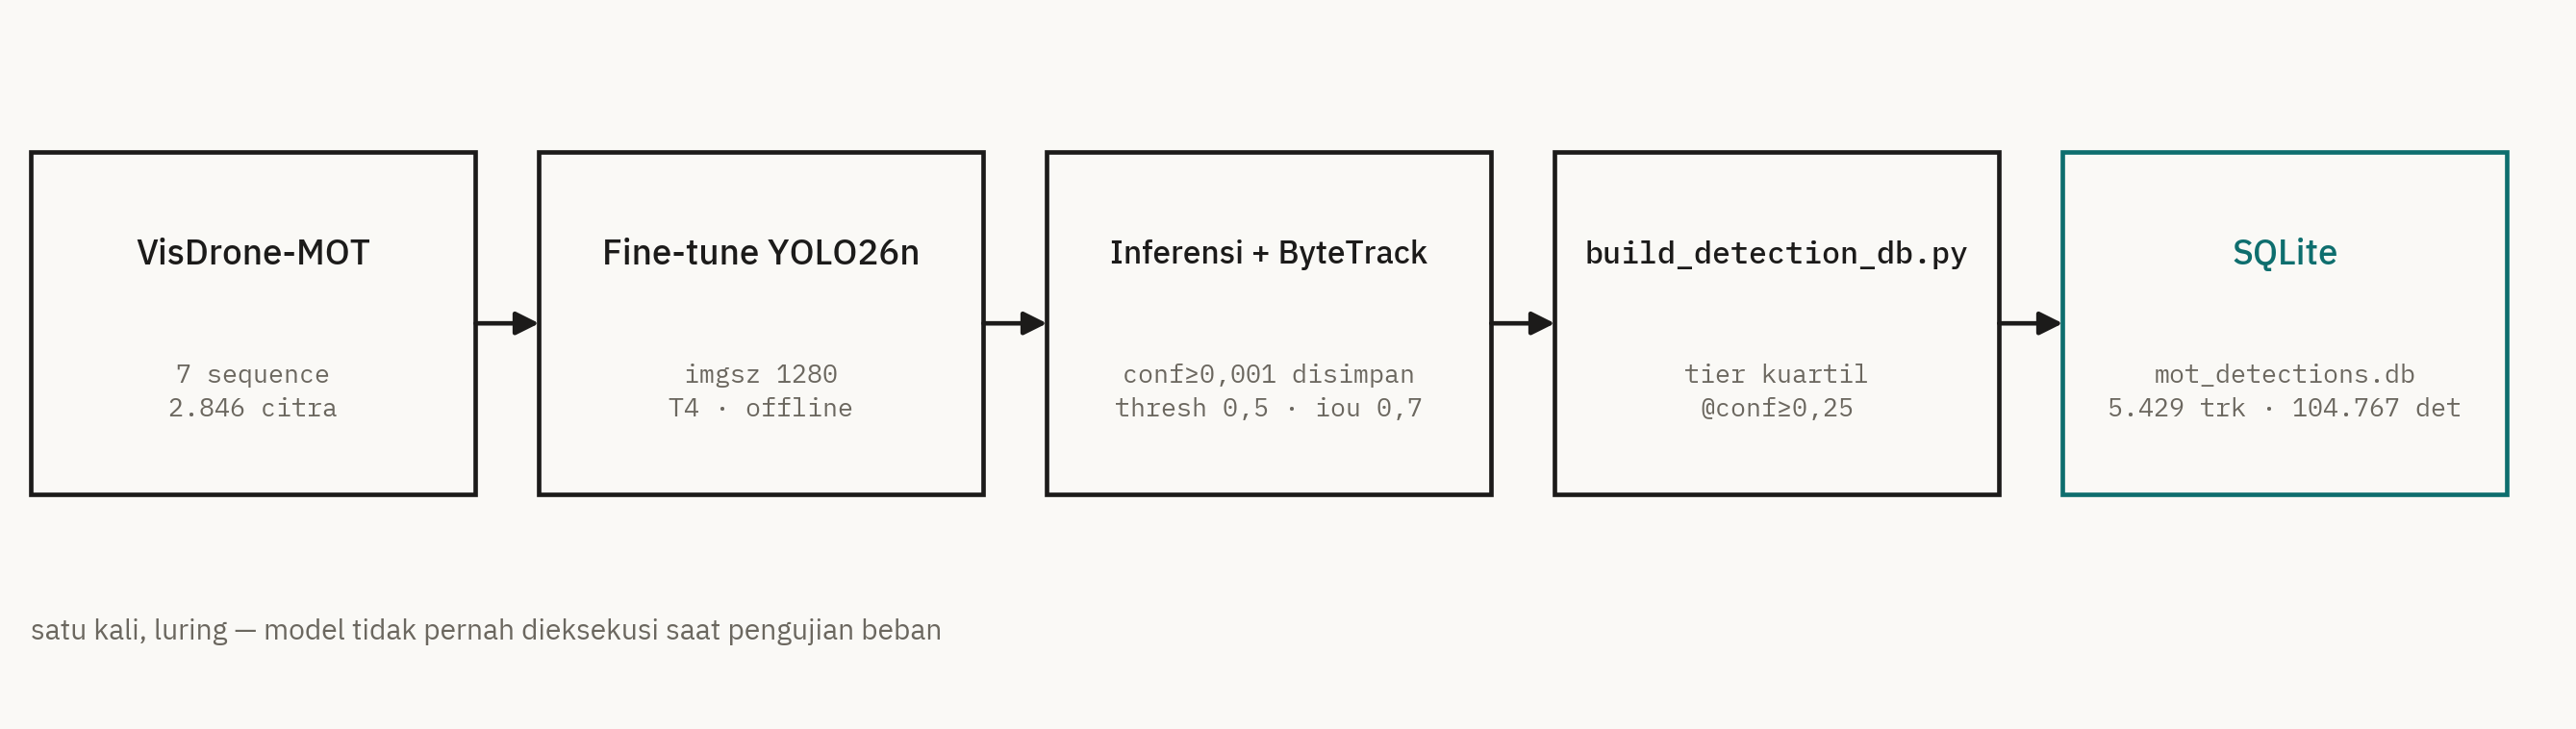 VisDrone-MOT
7 sequence
2.846 citra
Fine-tune YOLO26n
imgsz 1280
T4 · offline
Inferensi + ByteTrack
conf≥0,001 disimpan
thresh 0,5 · iou 0,7
build_detection_db.py
tier kuartil
@conf≥0,25
SQLite
mot_detections.db
5.429 trk · 104.767 det
satu kali, luring — model tidak pernah dieksekusi saat pengujian beban